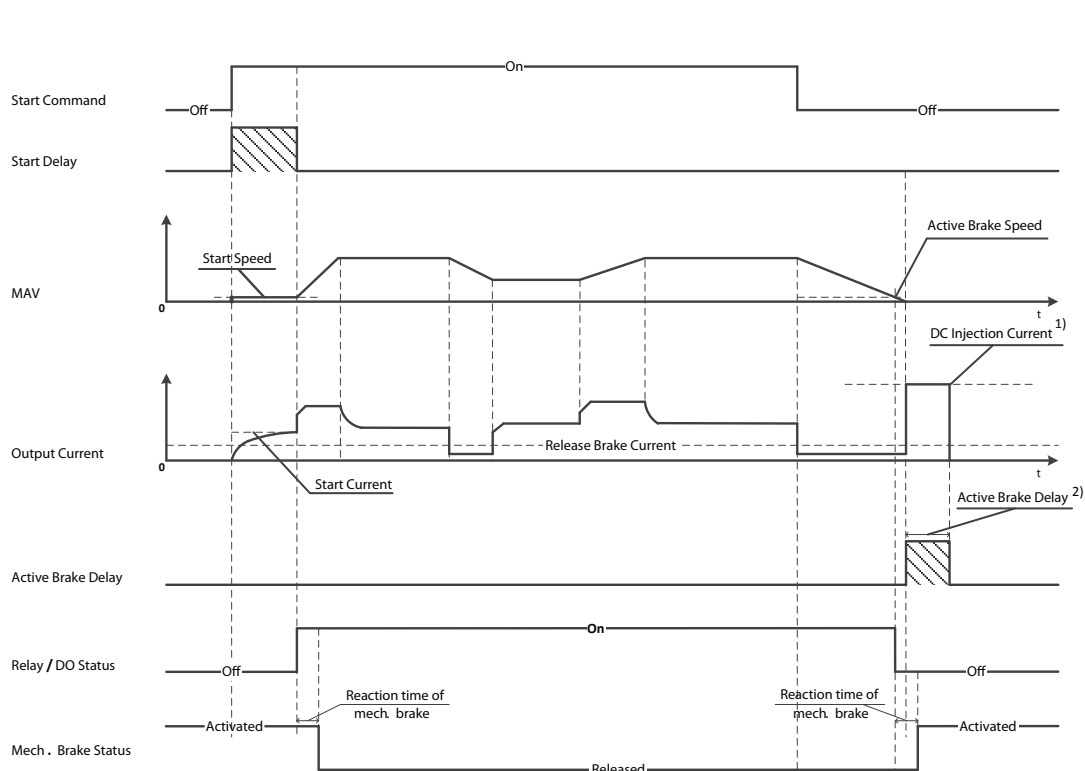 On
Start Command
Off
Off
Start Delay
Active Brake Speed
Start Speed
MAV
0
t
DC Injection Current 1)
Release Brake Current
Output Current
0
t
Start Current
Active Brake Delay 2)
Active Brake Delay
On
Relay / DO Status
Off
Off
Reaction time of
mech. brake
Reaction time of
mech. brake
Activated
Activated
Mech . Brake Status
Released